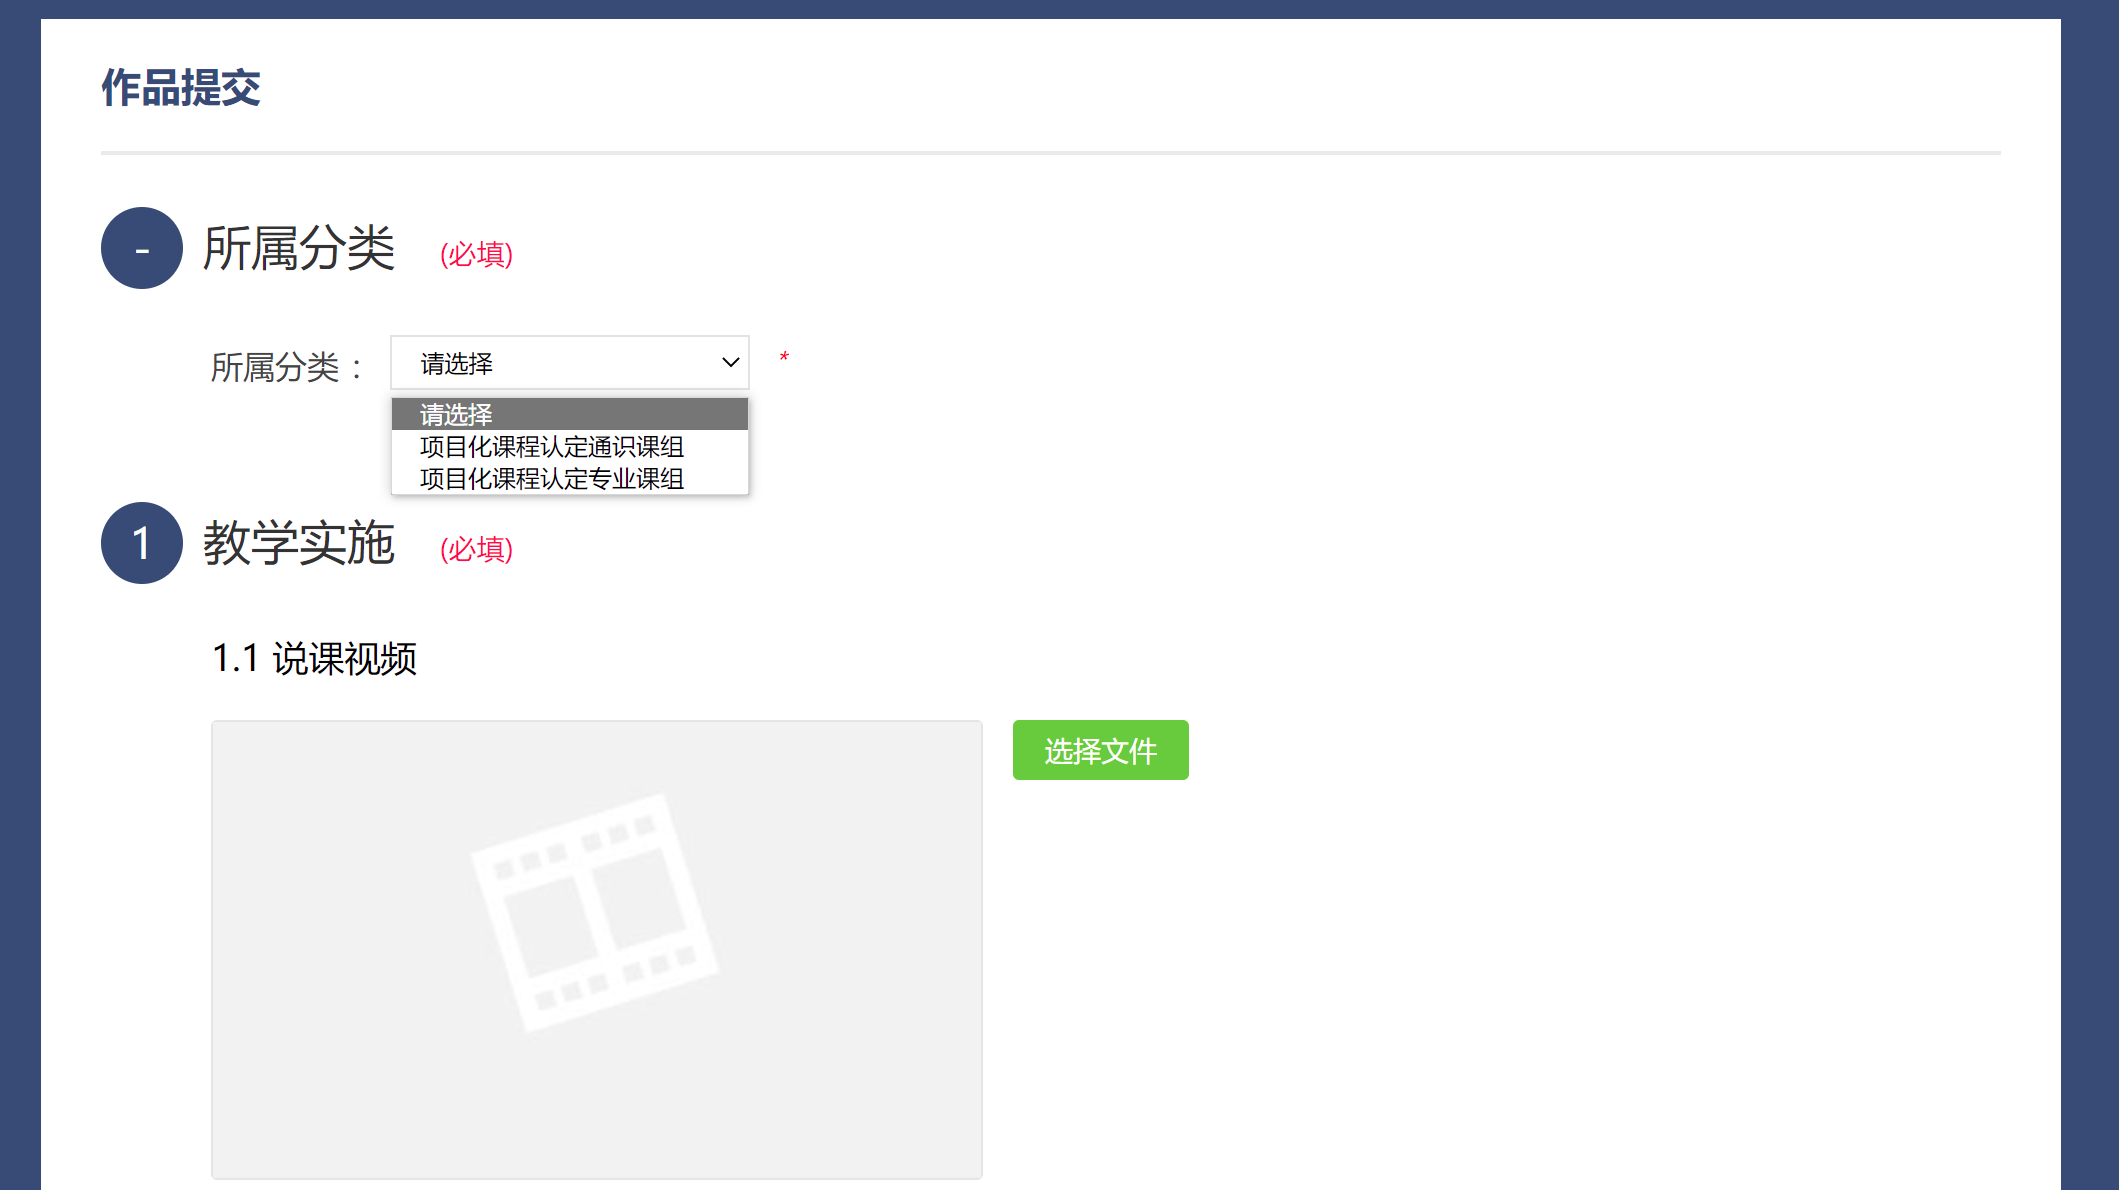 作品提交
- 所属分类 (必填)
所属分类 : 请选择 *
请选择
项目化课程认定通识课组
项目化课程认定专业课组
1 教学实施 (必填)
1.1 说课视频
选择文件